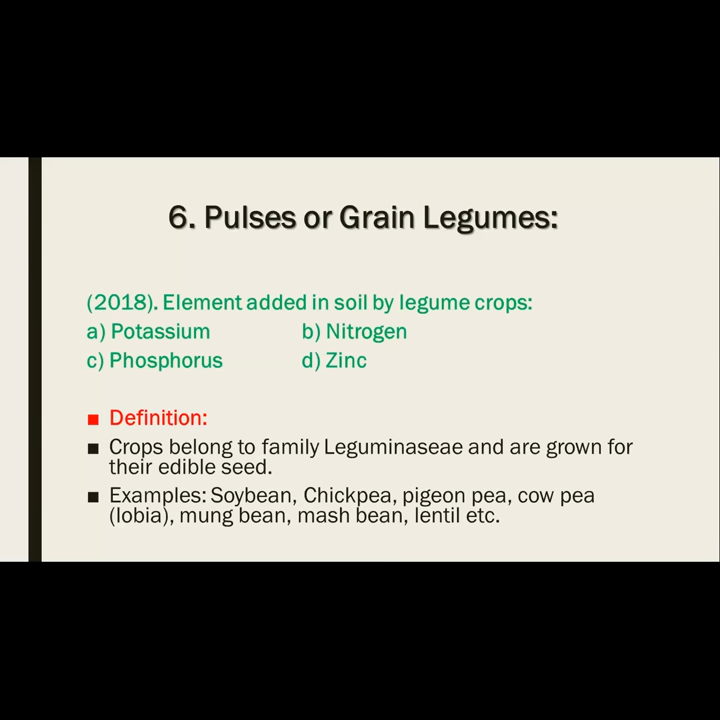 6. Pulses or Grain Legumes:
(2018). Element added in soil by legume crops:
a) Potassium b) Nitrogen
c) Phosphorus d) Zinc
■ Definition:
■ Crops belong to family Leguminaseae and are grown for
their edible seed.
■ Examples: Soybean, Chickpea, pigeon pea, cow pea
(lobia), mung bean, mash bean, lentil etc.